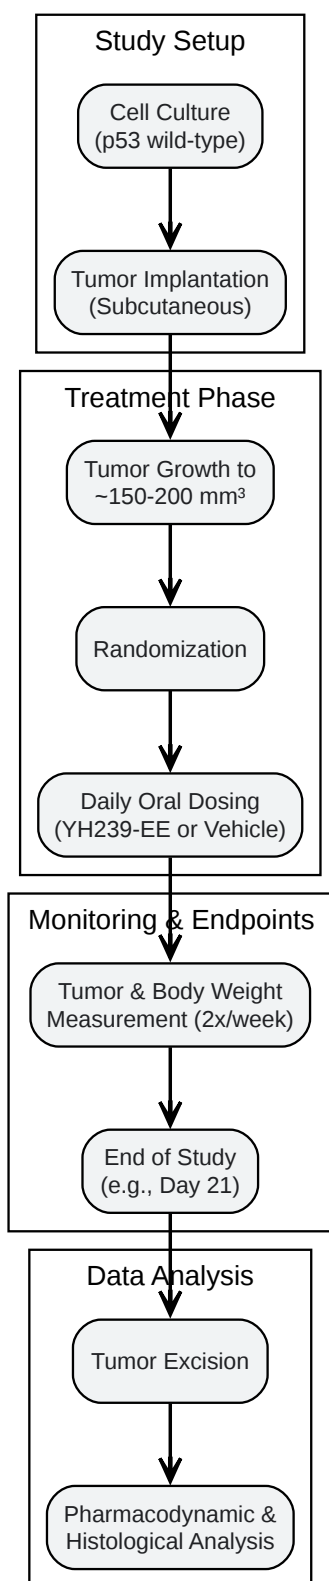 Study Setup
Cell Culture
(p53 wild-type)
Tumor Implantation
(Subcutaneous)
Treatment Phase
Tumor Growth to
~150-200 mm³
Randomization
Daily Oral Dosing
(YH239-EE or Vehicle)
Monitoring & Endpoints
Tumor & Body Weight
Measurement (2x/week)
End of Study
(e.g., Day 21)
Data Analysis
Tumor Excision
Pharmacodynamic &
Histological Analysis